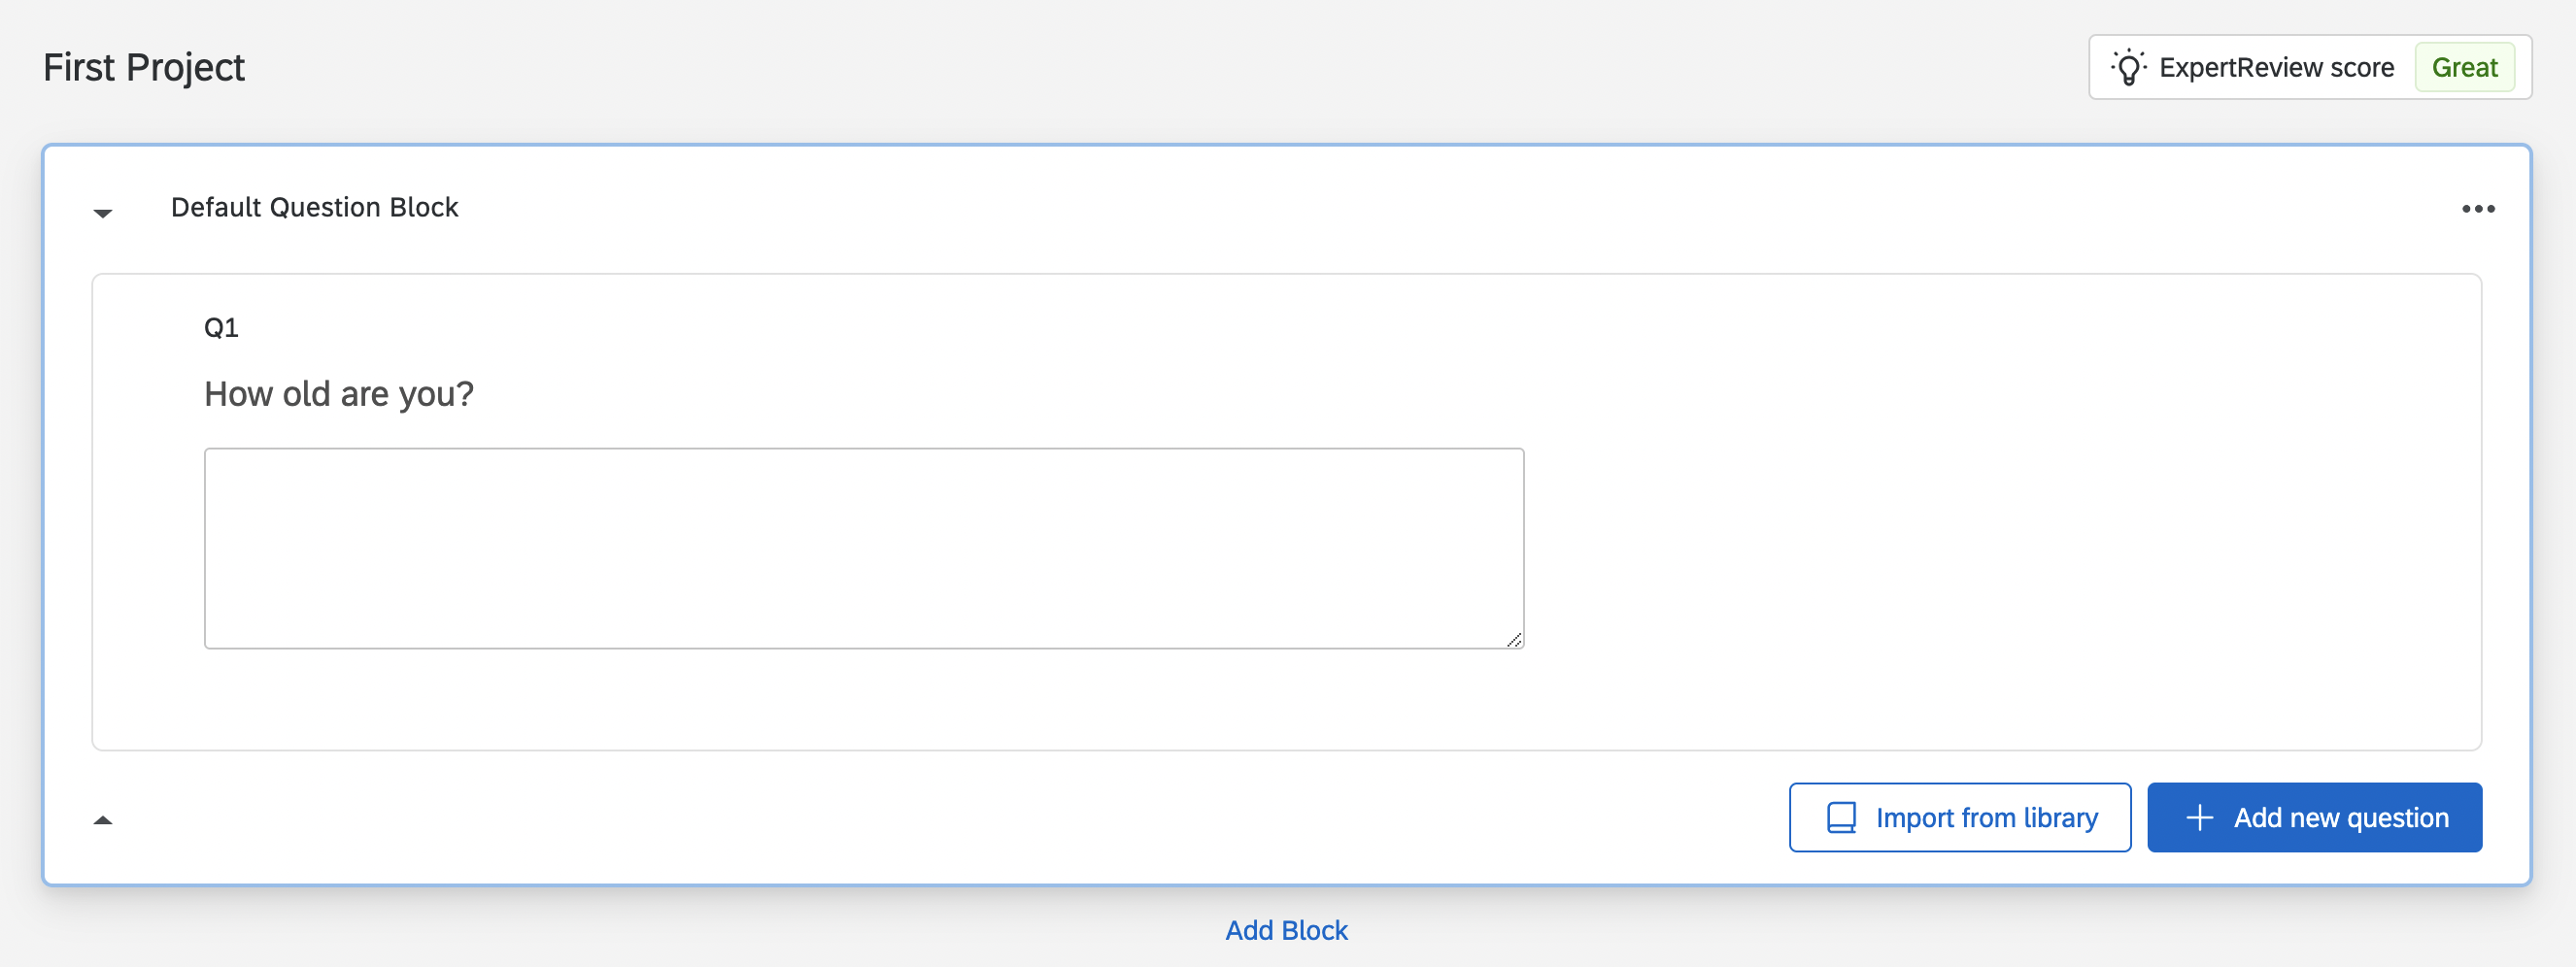 First Project
ExpertReview score Great
Default Question Block
Q1
How old are you?
Import from library
Add new question
Add Block